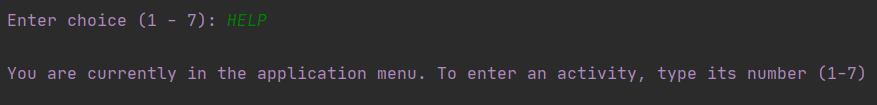 Enter choice (1 - 7): HELP
You are currently in the application menu. To enter an activity, type its number (1-7)